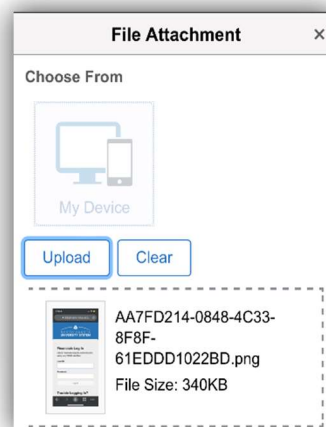 File Attachment ×
Choose From
My Device
Upload Clear
AA7FD214-0848-4C33-
8F8F-
61EDDD1022BD.png
File Size: 340KB